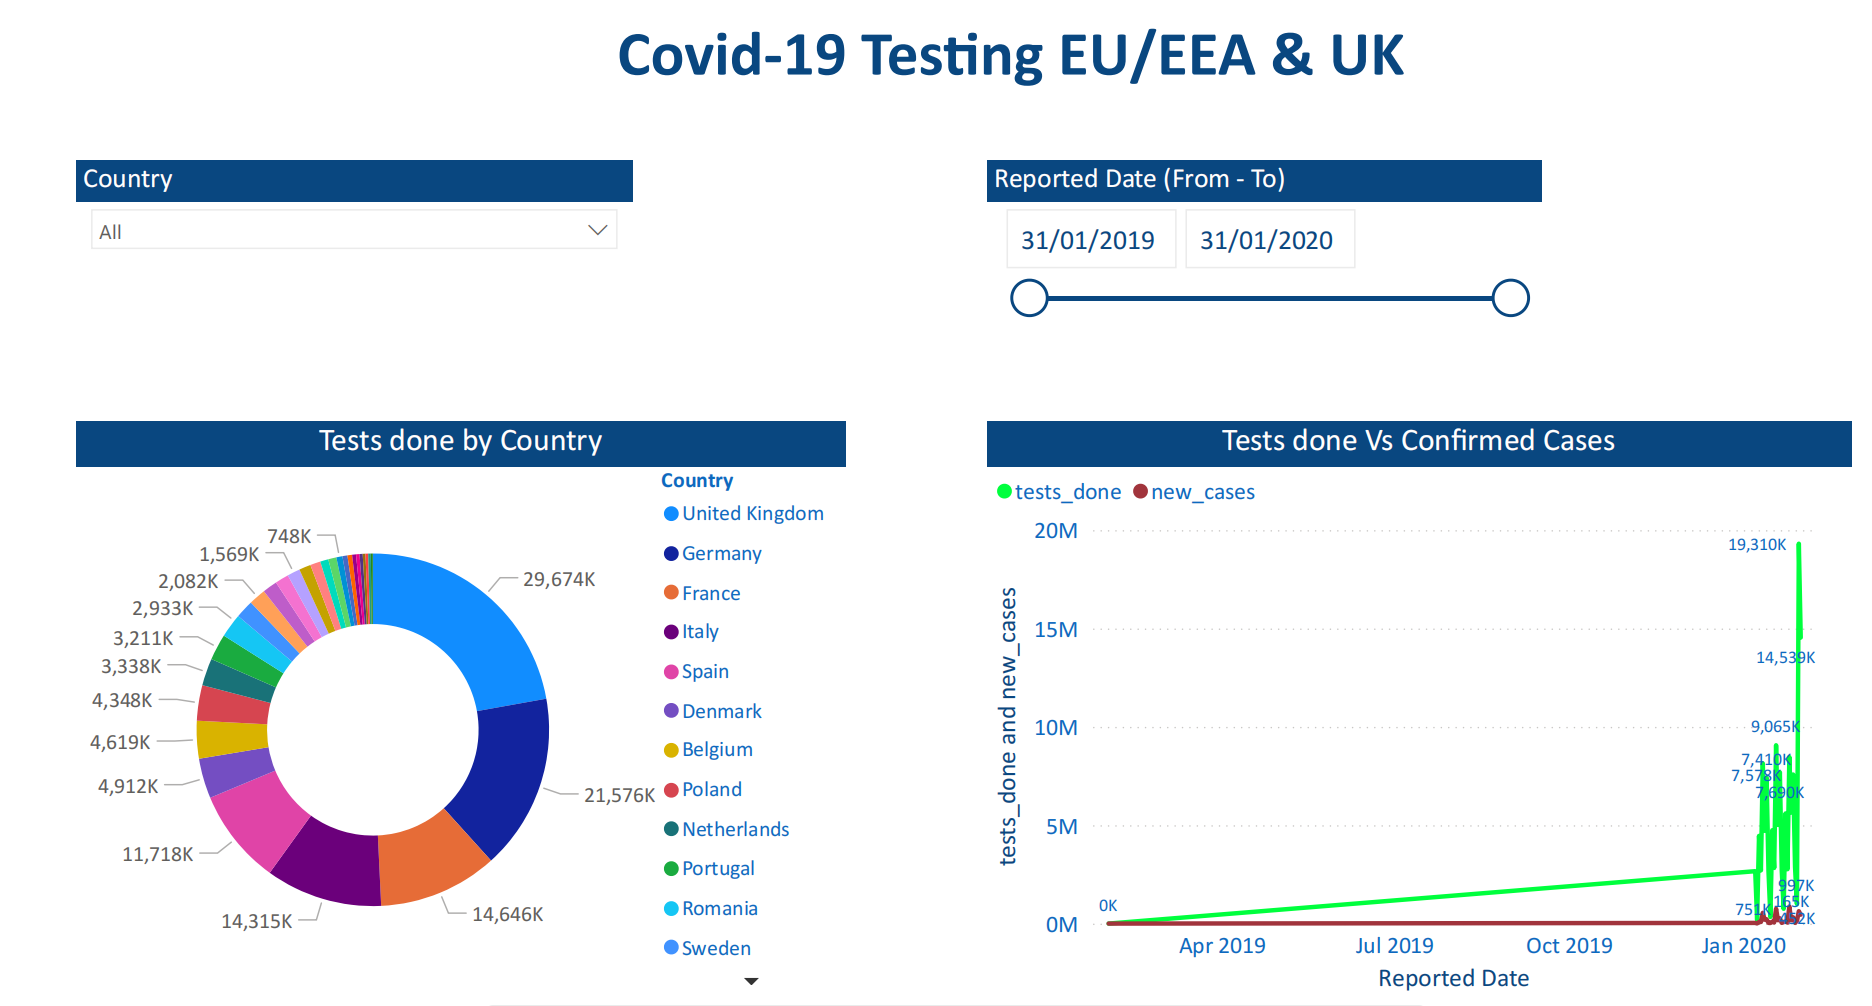 Covid-19 Testing EU/EEA & UK
Country
All
Reported Date (From - To)
31/01/2019 31/01/2020
Tests done by Country
Country
United Kingdom
Germany
France
Italy
Spain
Denmark
Belgium
Poland
Netherlands
Portugal
Romania
Sweden
748K
1,569K
2,082K
2,933K
3,211K
3,338K
4,348K
4,619K
4,912K
11,718K
14,315K
14,646K
21,576K
29,674K
Tests done Vs Confirmed Cases
tests_done new_cases
tests_done and new_cases
20M
15M
10M
5M
0M
19,310K
14,539K
9,065K
7,410K
7,578K
7,690K
997K
165K
751K
0K
Apr 2019 Jul 2019 Oct 2019 Jan 2020
Reported Date